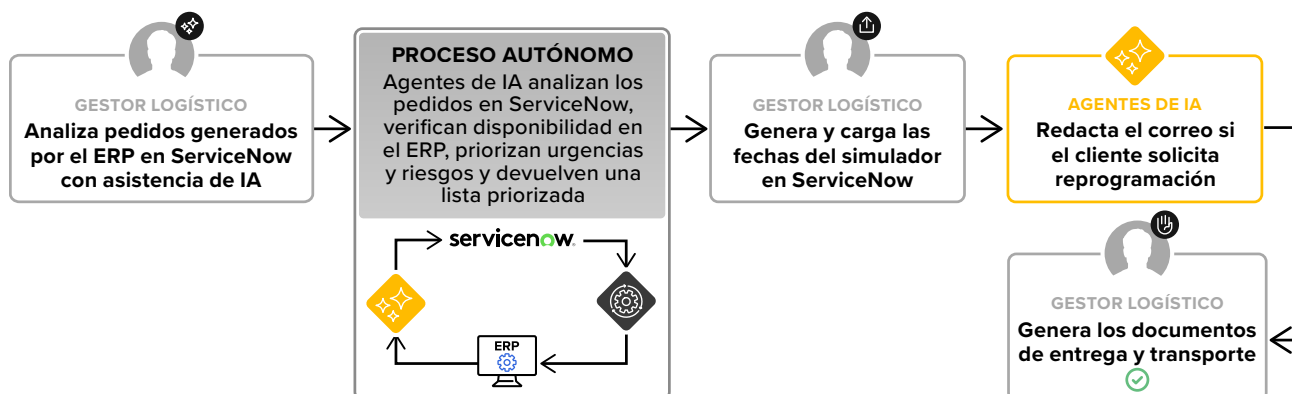 GESTOR LOGÍSTICO
Analiza pedidos generados
por el ERP en ServiceNow
con asistencia de IA
PROCESO AUTÓNOMO
Agentes de IA analizan los
pedidos en ServiceNow,
verifican disponibilidad en
el ERP, priorizan urgencias
y riesgos y devuelven una
lista priorizada
servicenow
ERP
GESTOR LOGÍSTICO
Genera y carga las
fechas del simulador
en ServiceNow
AGENTES DE IA
Redacta el correo si
el cliente solicita
reprogramación
GESTOR LOGÍSTICO
Genera los documentos
de entrega y transporte